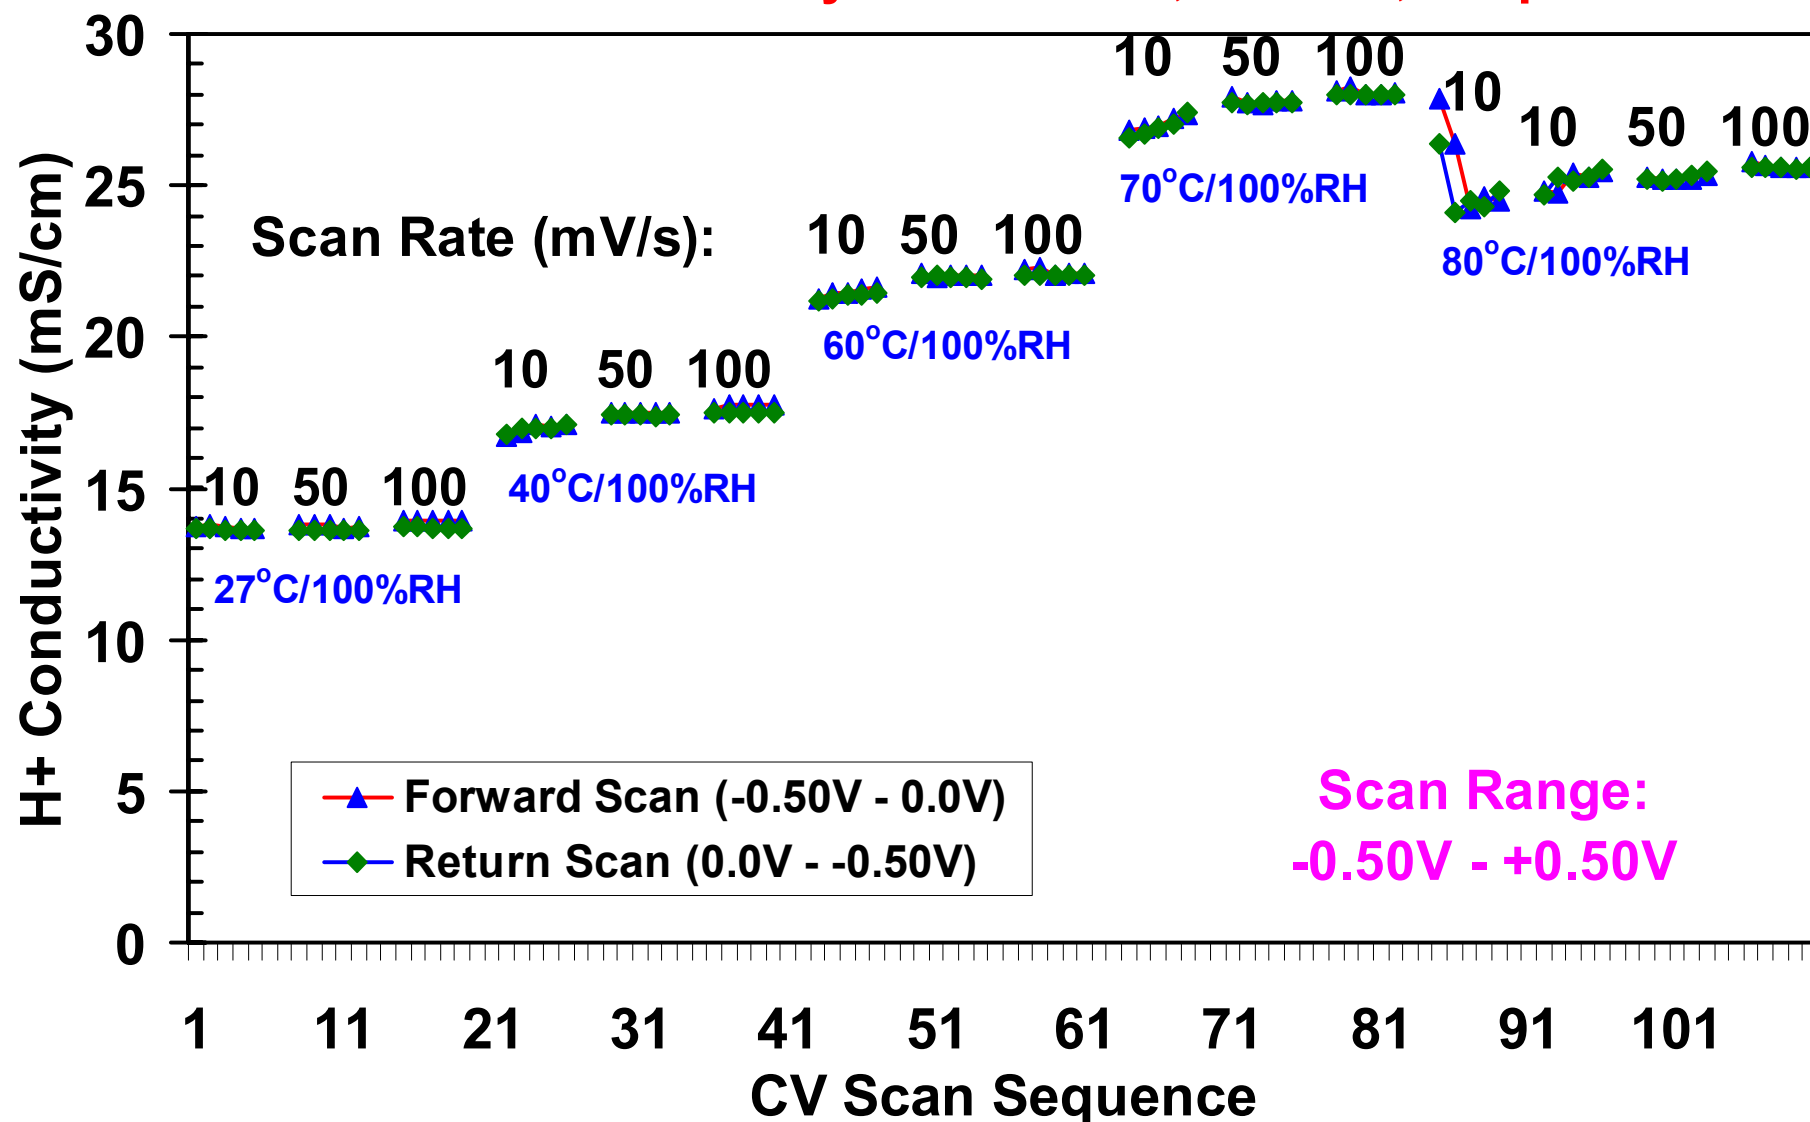 30
25
20
15
10
5
0
H+ Conductivity (mS/cm)
Scan Rate (mV/s):
10 50 100
27°C/100%RH
10 50 100
40°C/100%RH
10 50 100
60°C/100%RH
10 50 100
70°C/100%RH
10 10 50 100
80°C/100%RH
Forward Scan (-0.50V - 0.0V)
Return Scan (0.0V - -0.50V)
Scan Range:
-0.50V - +0.50V
1 11 21 31 41 51 61 71 81 91 101
CV Scan Sequence